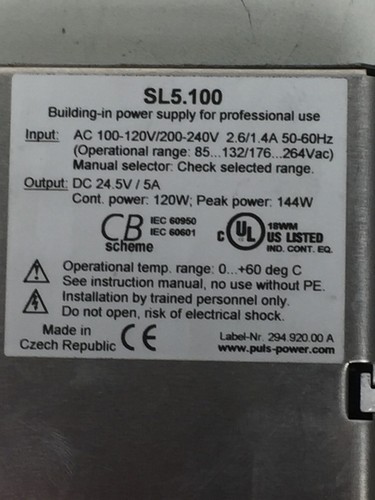 SL5.100
Building-in power supply for professional use
Input: AC 100-120V/200-240V 2.6/1.4A 50-60Hz
(Operational range: 85...132/176...264Vac)
Manual selector: Check selected range.
Output: DC 24.5V / 5A
Cont. power: 120W; Peak power: 144W
CB scheme
IEC 60950
IEC 60601
c UL US LISTED
18WM
IND. CONT. EQ.
Operational temp. range: 0...+60 deg C
See instruction manual, no use without PE.
Installation by trained personnel only.
Do not open, risk of electrical shock.
Made in
Czech Republic CE
Label-Nr. 294.920.00 A
www.puls-power.com